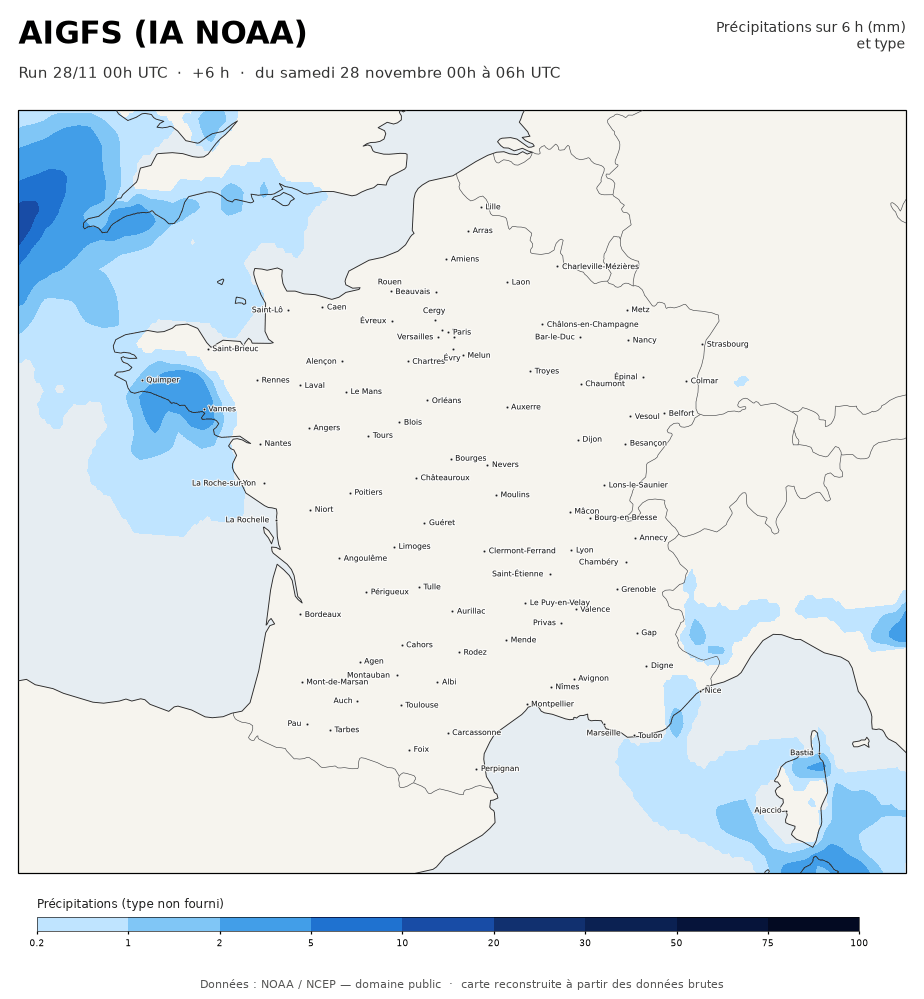 AIGFS (IA NOAA)
Précipitations sur 6 h (mm)
et type
Run 28/11 00h UTC · +6 h · du samedi 28 novembre 00h à 06h UTC
Lille
Arras
Amiens
Charleville-Mézières
Rouen
Laon
Beauvais
Saint-Lô
Caen
Cergy
Metz
Évreux
Châlons-en-Champagne
Paris
Versailles
Bar-le-Duc
Nancy
Strasbourg
Saint-Brieuc
Évry
Melun
Alençon
Chartres
Troyes
Épinal
Quimper
Rennes
Laval
Chaumont
Colmar
Le Mans
Orléans
Auxerre
Vannes
Belfort
Vesoul
Blois
Angers
Tours
Dijon
Nantes
Besançon
Bourges
Nevers
Châteauroux
La Roche-sur-Yon
Lons-le-Saunier
Poitiers
Moulins
Niort
Mâcon
Bourg-en-Bresse
La Rochelle
Guéret
Annecy
Limoges
Clermont-Ferrand
Lyon
Angoulême
Chambéry
Saint-Étienne
Tulle
Grenoble
Périgueux
Le Puy-en-Velay
Valence
Aurillac
Bordeaux
Privas
Gap
Mende
Cahors
Rodez
Agen
Digne
Montauban
Avignon
Mont-de-Marsan
Albi
Nîmes
Nice
Auch
Toulouse
Montpellier
Pau
Tarbes
Carcassonne
Marseille
Toulon
Foix
Bastia
Perpignan
Ajaccio
Précipitations (type non fourni)
0.2 1 2 5 10 20 30 50 75 100
Données : NOAA / NCEP — domaine public · carte reconstruite à partir des données brutes